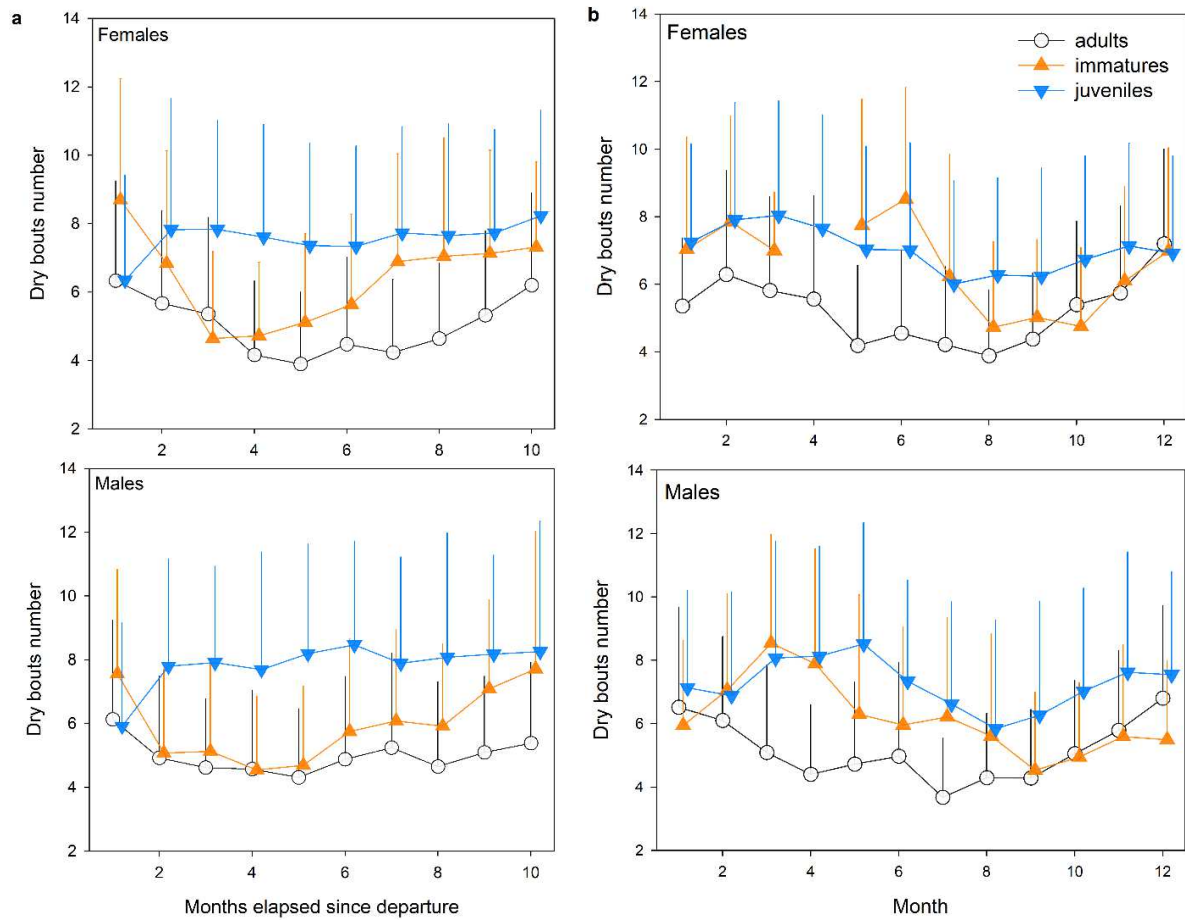 a
Females
14
12
10
8
6
4
2
Dry bouts number
2 4 6 8 10
Males
14
12
10
8
6
4
2
Dry bouts number
2 4 6 8 10
Months elapsed since departure
b
Females
adults
immatures
juveniles
14
12
10
8
6
4
2
Dry bouts number
2 4 6 8 10 12
Males
14
12
10
8
6
4
2
Dry bouts number
2 4 6 8 10 12
Month